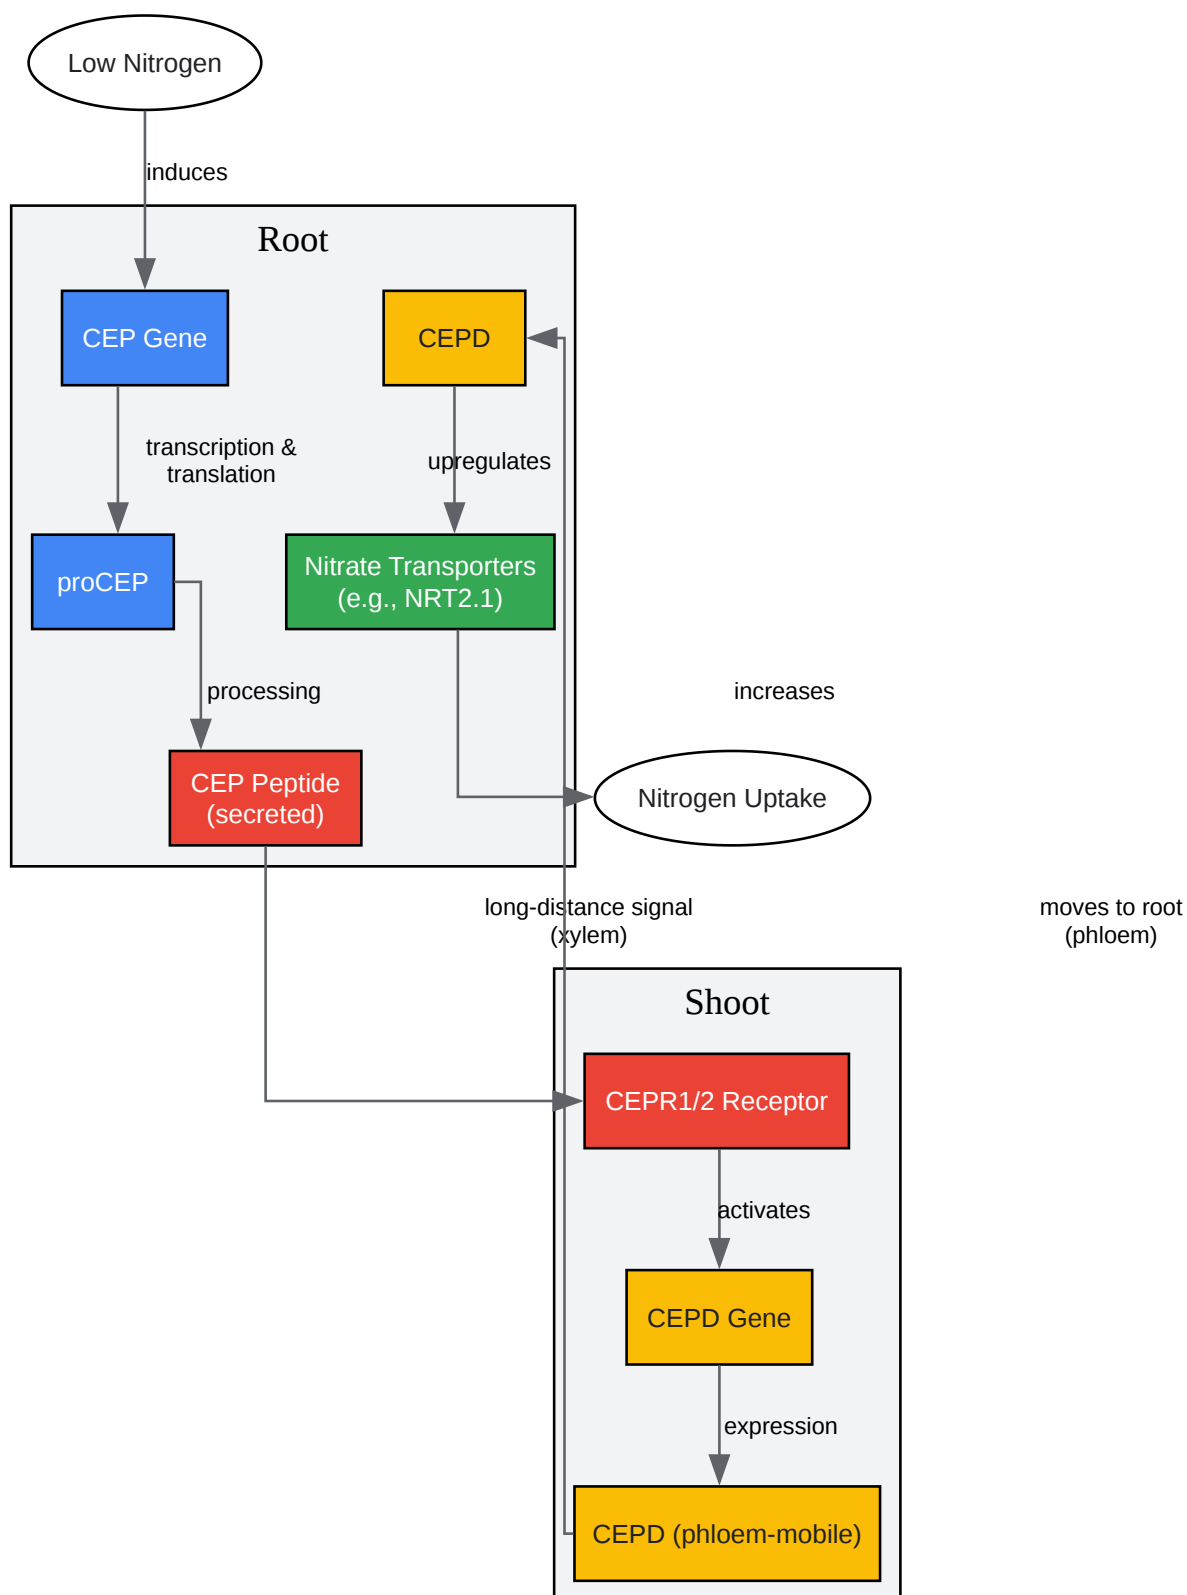 Low Nitrogen
induces
Root
CEP Gene
CEPD
transcription &
translation
upregulates
proCEP
Nitrate Transporters
(e.g., NRT2.1)
processing
increases
CEP Peptide
(secreted)
Nitrogen Uptake
long-distance signal
(xylem)
moves to root
(phloem)
Shoot
CEPR1/2 Receptor
activates
CEPD Gene
expression
CEPD (phloem-mobile)